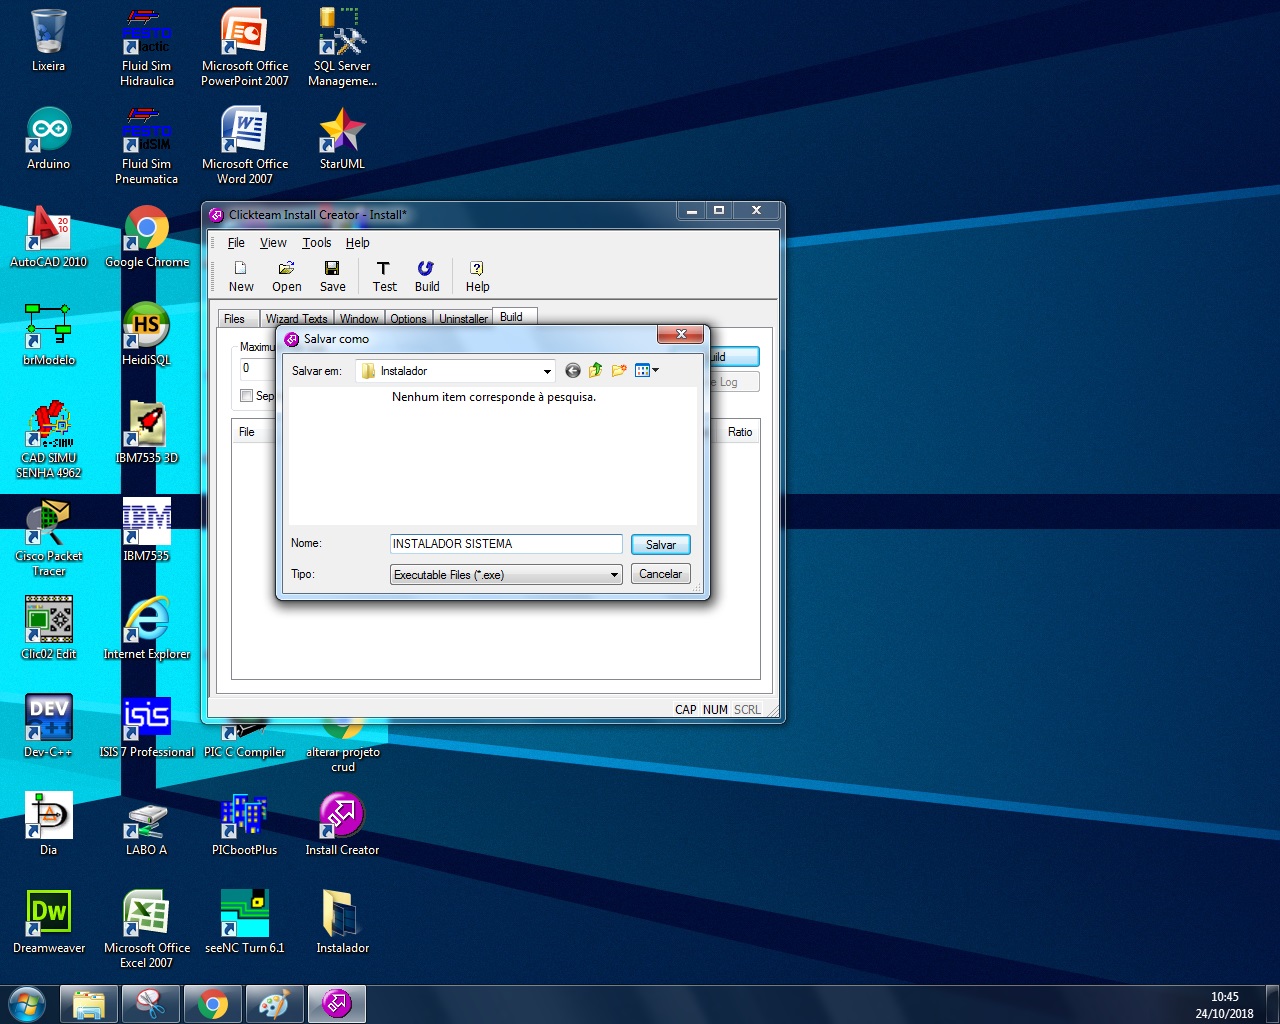 Lixeira
Fluid Sim
Hidraulica
Microsoft Office
PowerPoint 2007
SQL Server
Manageme...
Arduino
Fluid Sim
Pneumatica
Microsoft Office
Word 2007
StarUML
AutoCAD 2010
Google Chrome
brModelo
HeidiSQL
CAD SIMU
SENHA 4962
IBM7535 3D
Cisco Packet
Tracer
IBM7535
Clic02 Edit
Internet Explorer
Dev-C++
ISIS 7 Professional
PIC C Compiler
alterar projeto
crud
Dia
LABO A
PICbootPlus
Install Creator
Dreamweaver
Microsoft Office
Excel 2007
seeNC Turn 6.1
Instalador
Clickteam Install Creator - Install*
File View Tools Help
New Open Save Test Build Help
Files Wizard Texts Window Options Uninstaller Build
Maximu
0
Sep
uild
e Log
File
Ratio
Salvar como
Salvar em: Instalador
Nenhum item corresponde à pesquisa.
Nome: INSTALADOR SISTEMA Salvar
Tipo: Executable Files (*.exe) Cancelar
CAP NUM SCRL
10:45
24/10/2018